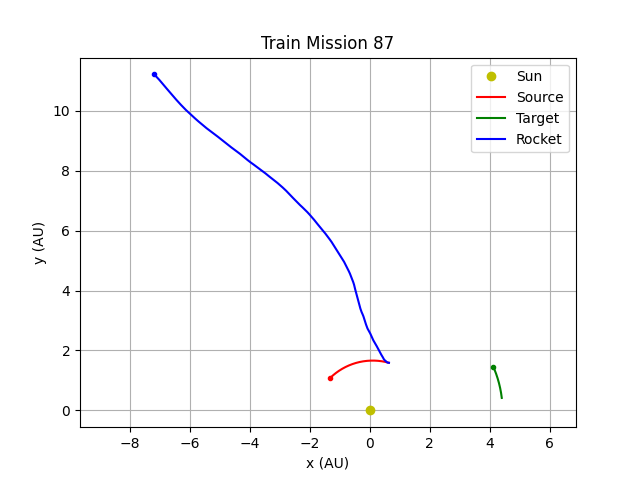 Train Mission 87
Sun
Source
Target
Rocket
y (AU)
10
8
6
4
2
0
−8
−6
−4
−2
0
2
4
6
x (AU)